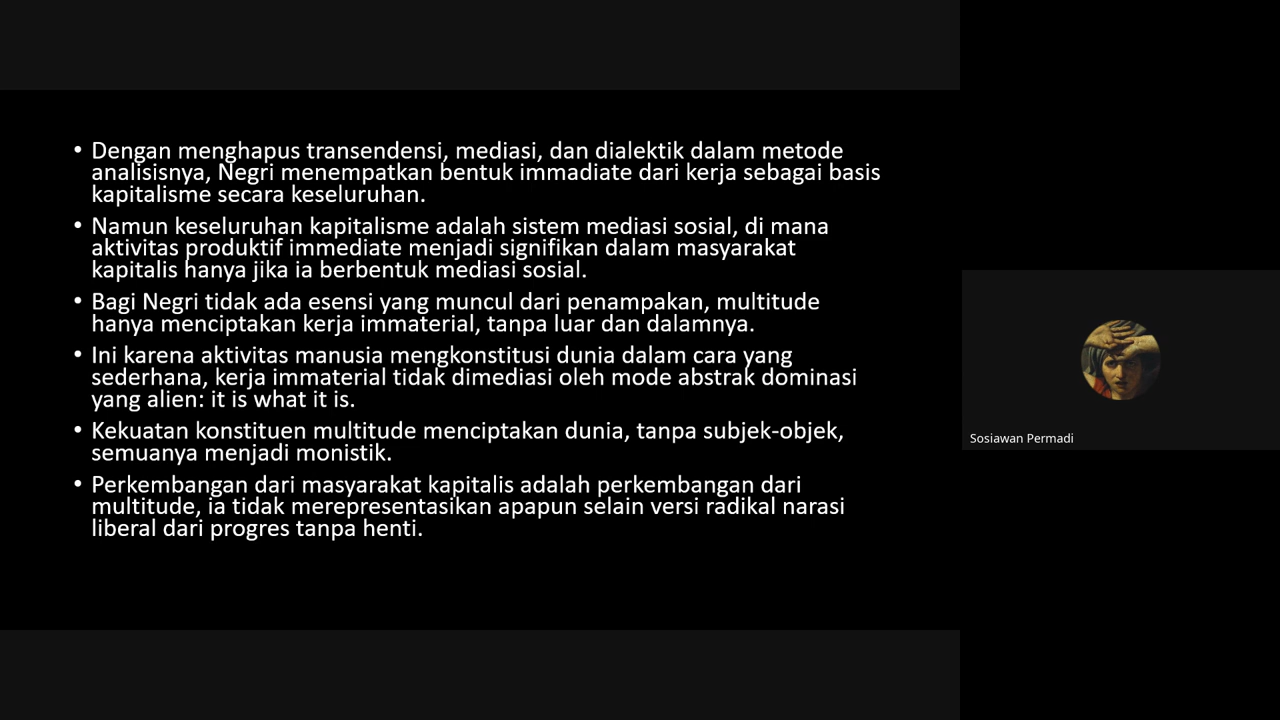 • Dengan menghapus transendensi, mediasi, dan dialektik dalam metode
analisisnya, Negri menempatkan bentuk immadiate dari kerja sebagai basis
kapitalisme secara keseluruhan.
• Namun keseluruhan kapitalisme adalah sistem mediasi sosial, di mana
aktivitas produktif immediate menjadi signifikan dalam masyarakat
kapitalis hanya jika ia berbentuk mediasi sosial.
• Bagi Negri tidak ada esensi yang muncul dari penampakan, multitude
hanya menciptakan kerja immaterial, tanpa luar dan dalamnya.
• Ini karena aktivitas manusia mengkonstitusi dunia dalam cara yang
sederhana, kerja immaterial tidak dimediasi oleh mode abstrak dominasi
yang alien: it is what it is.
• Kekuatan konstituen multitude menciptakan dunia, tanpa subjek-objek,
semuanya menjadi monistik.
• Perkembangan dari masyarakat kapitalis adalah perkembangan dari
multitude, ia tidak merepresentasikan apapun selain versi radikal narasi
liberal dari progres tanpa henti.
Sosiawan Permadi